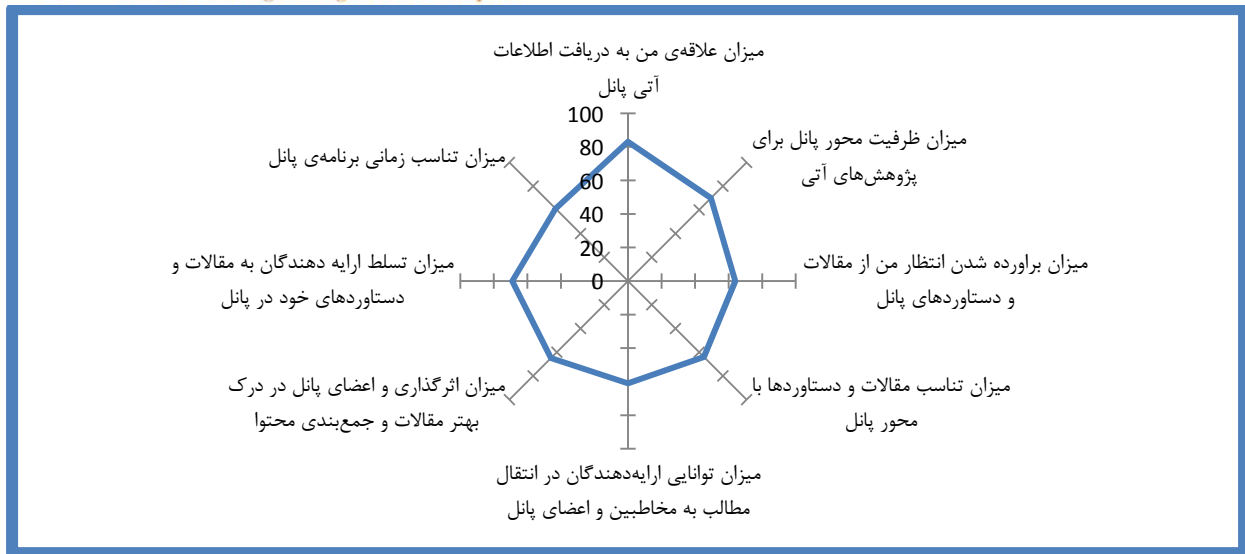 میزان علاقه‌ی من به دریافت اطلاعات
آتی پانل
میزان ظرفیت محور پانل برای
پژوهش‌های آتی
میزان براورده شدن انتظار من از مقالات
و دستاوردهای پانل
میزان تناسب مقالات و دستاوردها با
محور پانل
میزان توانایی ارایه‌دهندگان در انتقال
مطالب به مخاطبین و اعضای پانل
میزان اثرگذاری و اعضای پانل در درک
بهتر مقالات و جمع‌بندی محتوا
میزان تسلط ارایه دهندگان به مقالات و
دستاوردهای خود در پانل
میزان تناسب زمانی برنامه‌ی پانل
100
80
60
40
20
0